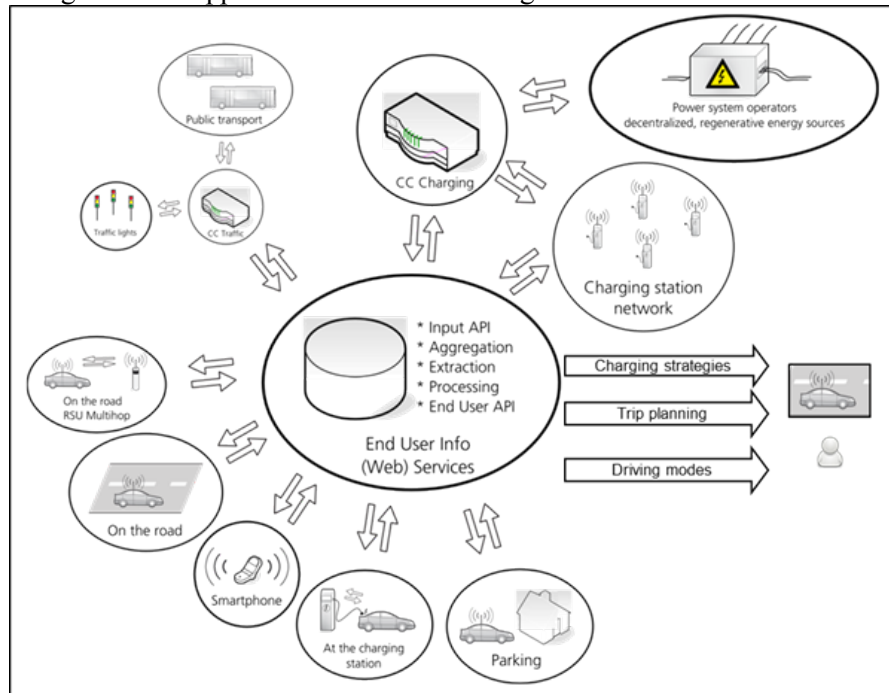 Public transport
Power system operators
decentralized, regenerative energy sources
CC Charging
Traffic lights
CC Traffic
Charging station
network
* Input API
* Aggregation
* Extraction
* Processing
* End User API
End User Info
(Web) Services
Charging strategies
Trip planning
Driving modes
On the road
RSU Multihop
On the road
Smartphone
At the charging
station
Parking